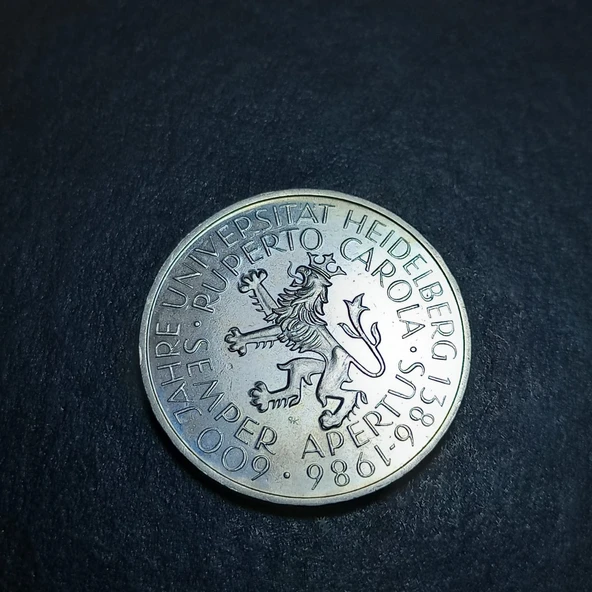 600 JAHRE UNIVERSITÄT HEIDELBERG 1386-1986 ·
RUPERTO CAROLA · SEMPER APERTUS ·